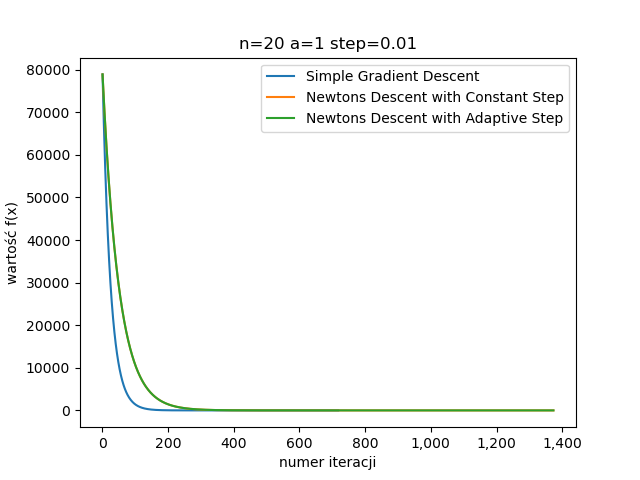 n=20 a=1 step=0.01
Simple Gradient Descent
Newtons Descent with Constant Step
Newtons Descent with Adaptive Step
wartość f(x)
80000
70000
60000
50000
40000
30000
20000
10000
0
0 200 400 600 800 1,000 1,200 1,400
numer iteracji